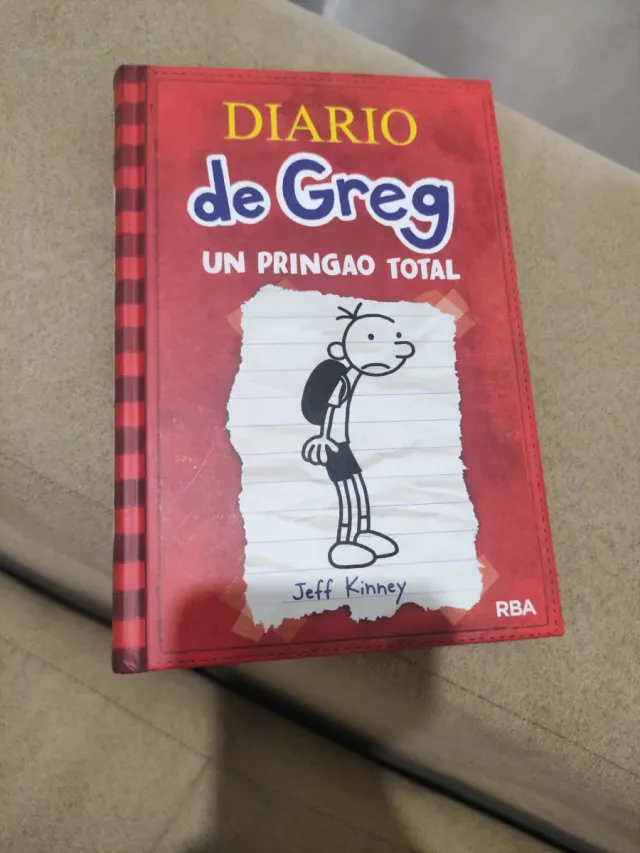 DIARIO
de Greg
UN PRINGAO TOTAL
Jeff Kinney
RBA